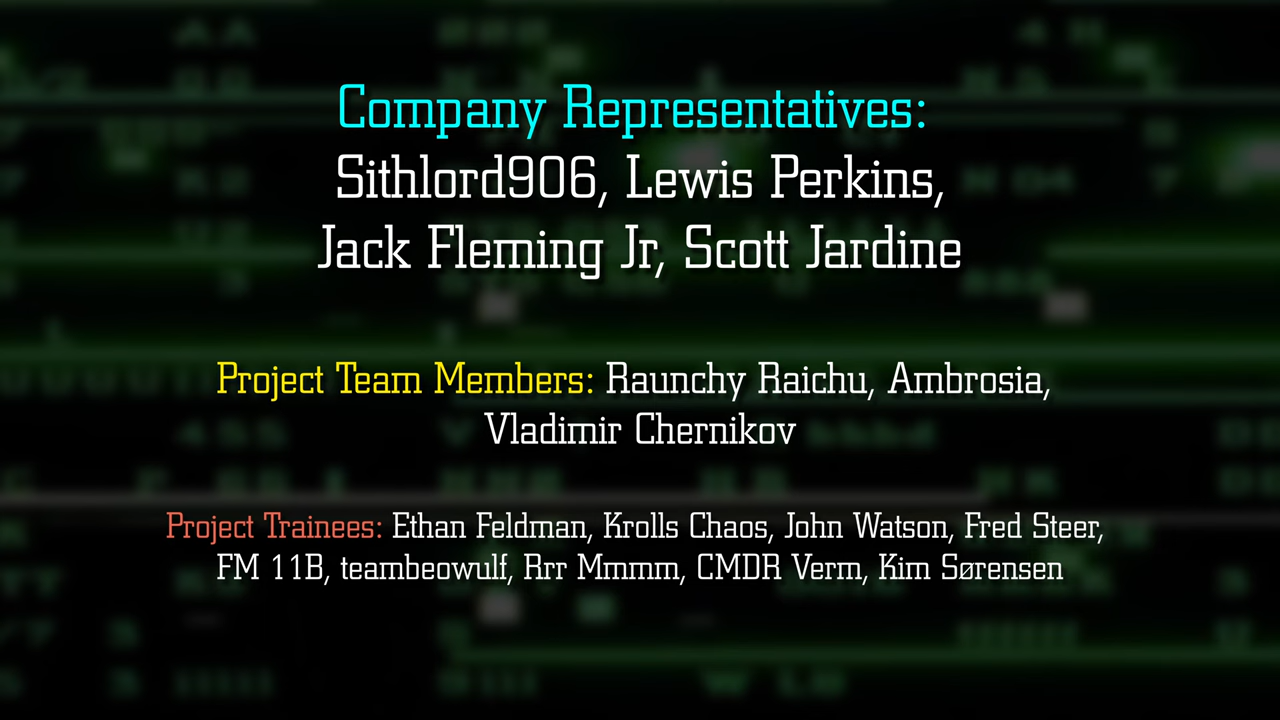 Company Representatives:
Sithlord906, Lewis Perkins,
Jack Fleming Jr, Scott Jardine
Project Team Members: Raunchy Raichu, Ambrosia,
Vladimir Chernikov
Project Trainees: Ethan Feldman, Krolls Chaos, John Watson, Fred Steer,
FM 11B, teambeowulf, Rrr Mmmm, CMDR Verm, Kim Sørensen